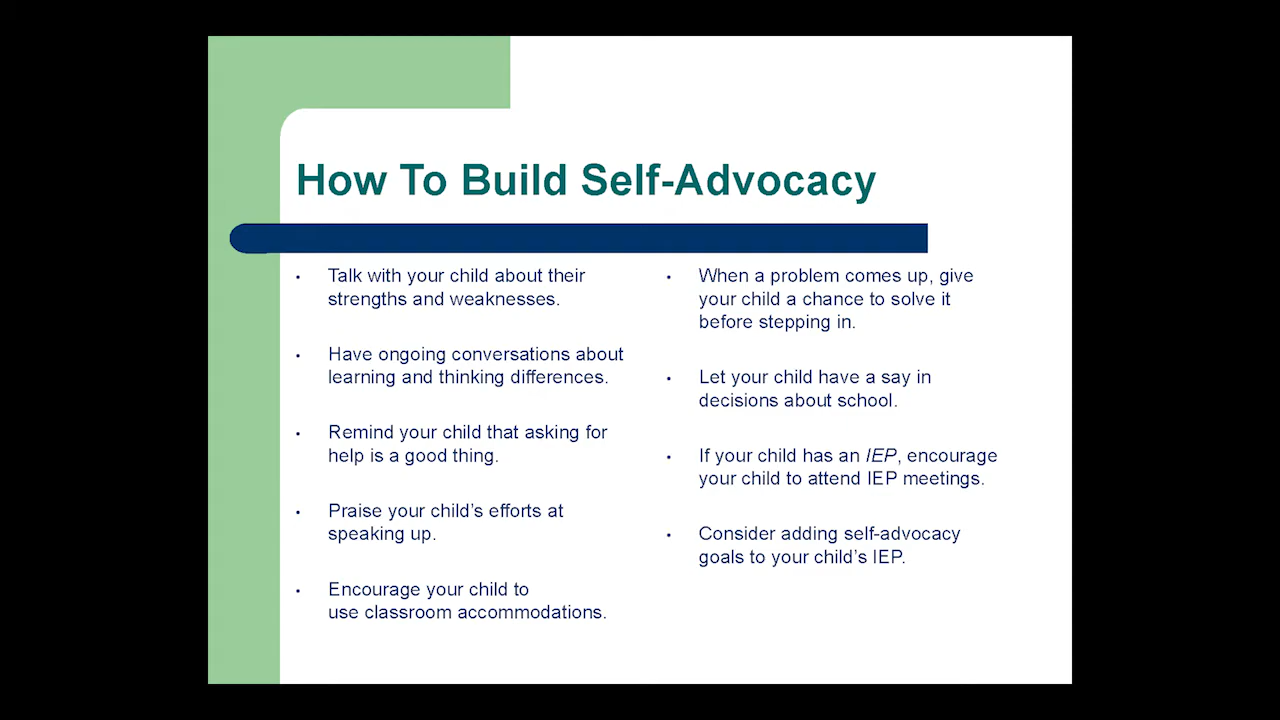 How To Build Self-Advocacy
• Talk with your child about their
strengths and weaknesses.
• Have ongoing conversations about
learning and thinking differences.
• Remind your child that asking for
help is a good thing.
• Praise your child’s efforts at
speaking up.
• Encourage your child to
use classroom accommodations.
• When a problem comes up, give
your child a chance to solve it
before stepping in.
• Let your child have a say in
decisions about school.
• If your child has an IEP, encourage
your child to attend IEP meetings.
• Consider adding self-advocacy
goals to your child’s IEP.